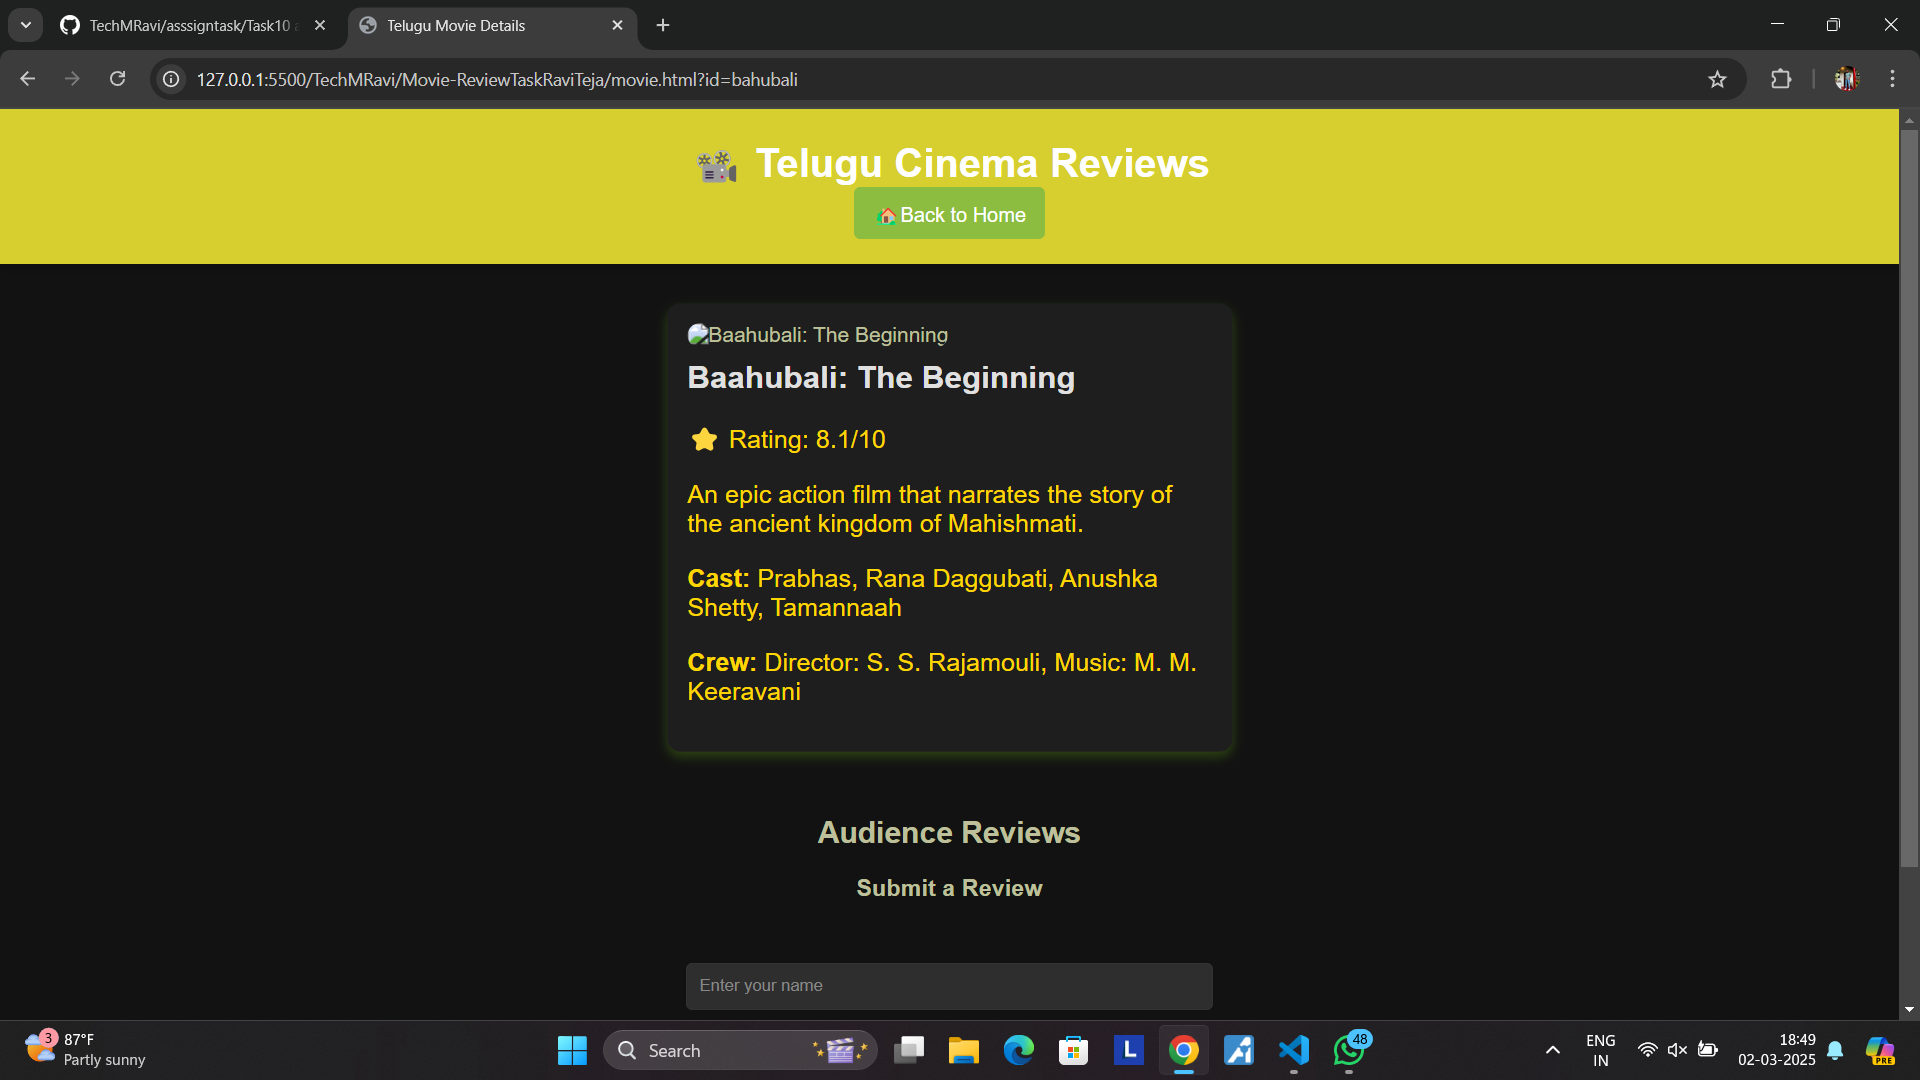 TechMRavi/asssigntask/Task10
Telugu Movie Details
127.0.0.1:5500/TechMRavi/Movie-ReviewTaskRaviTeja/movie.html?id=bahubali
Telugu Cinema Reviews
Back to Home
Baahubali: The Beginning
Baahubali: The Beginning
Rating: 8.1/10
An epic action film that narrates the story of
the ancient kingdom of Mahishmati.
Cast: Prabhas, Rana Daggubati, Anushka
Shetty, Tamannaah
Crew: Director: S. S. Rajamouli, Music: M. M.
Keeravani
Audience Reviews
Submit a Review
Enter your name
3
87°F
Partly sunny
Search
L
48
ENG
IN
18:49
02-03-2025
PRE